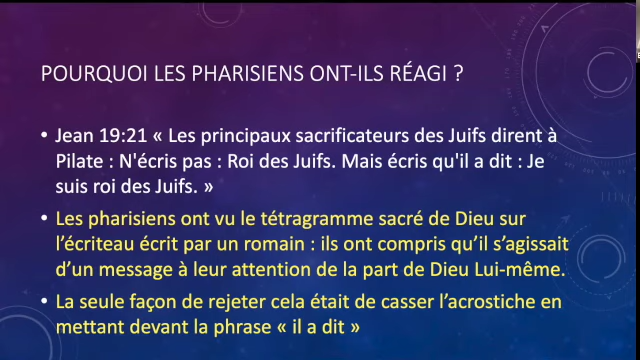 POURQUOI LES PHARISIENS ONT-ILS RÉAGI ?
• Jean 19:21 « Les principaux sacrificateurs des Juifs dirent à
Pilate : N'écris pas : Roi des Juifs. Mais écris qu'il a dit : Je
suis roi des Juifs. »
• Les pharisiens ont vu le tétragramme sacré de Dieu sur
l’écriteau écrit par un romain : ils ont compris qu’il s’agissait
d’un message à leur attention de la part de Dieu Lui-même.
• La seule façon de rejeter cela était de casser l’acrostiche en
mettant devant la phrase « il a dit »